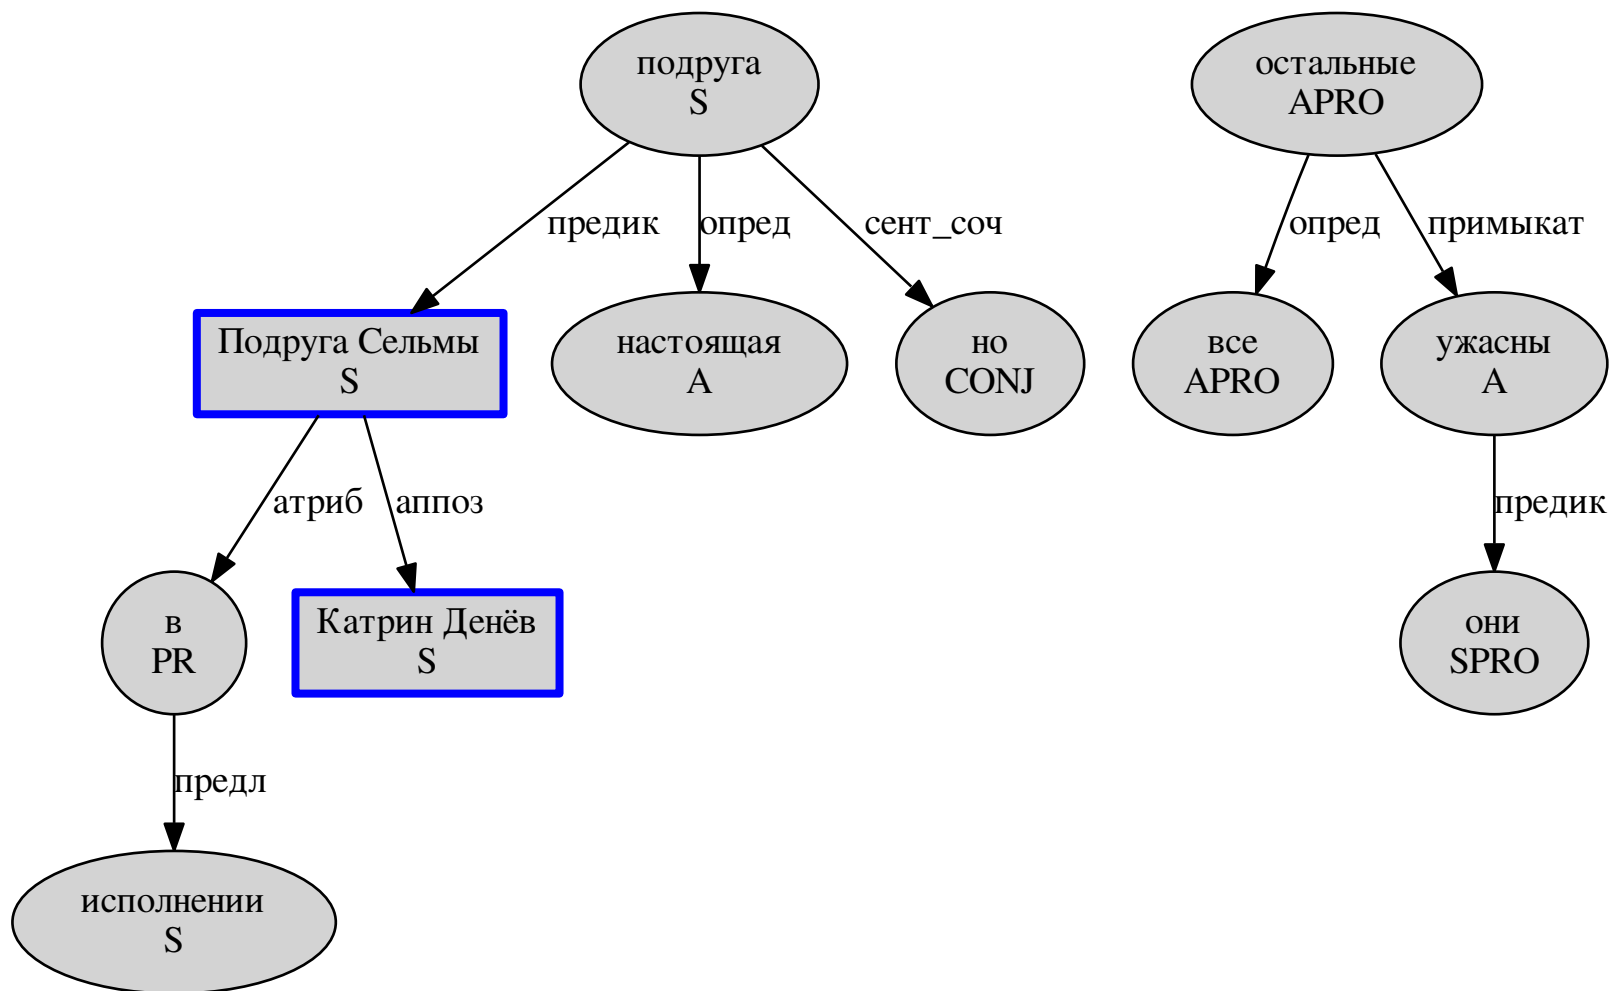 подруга
S
остальные
APRO
предик
опред
сент_соч
опред
примыкат
Подруга Сельмы
S
настоящая
A
но
CONJ
все
APRO
ужасны
A
атриб
аппоз
предик
в
PR
Катрин Денёв
S
они
SPRO
предл
исполнении
S